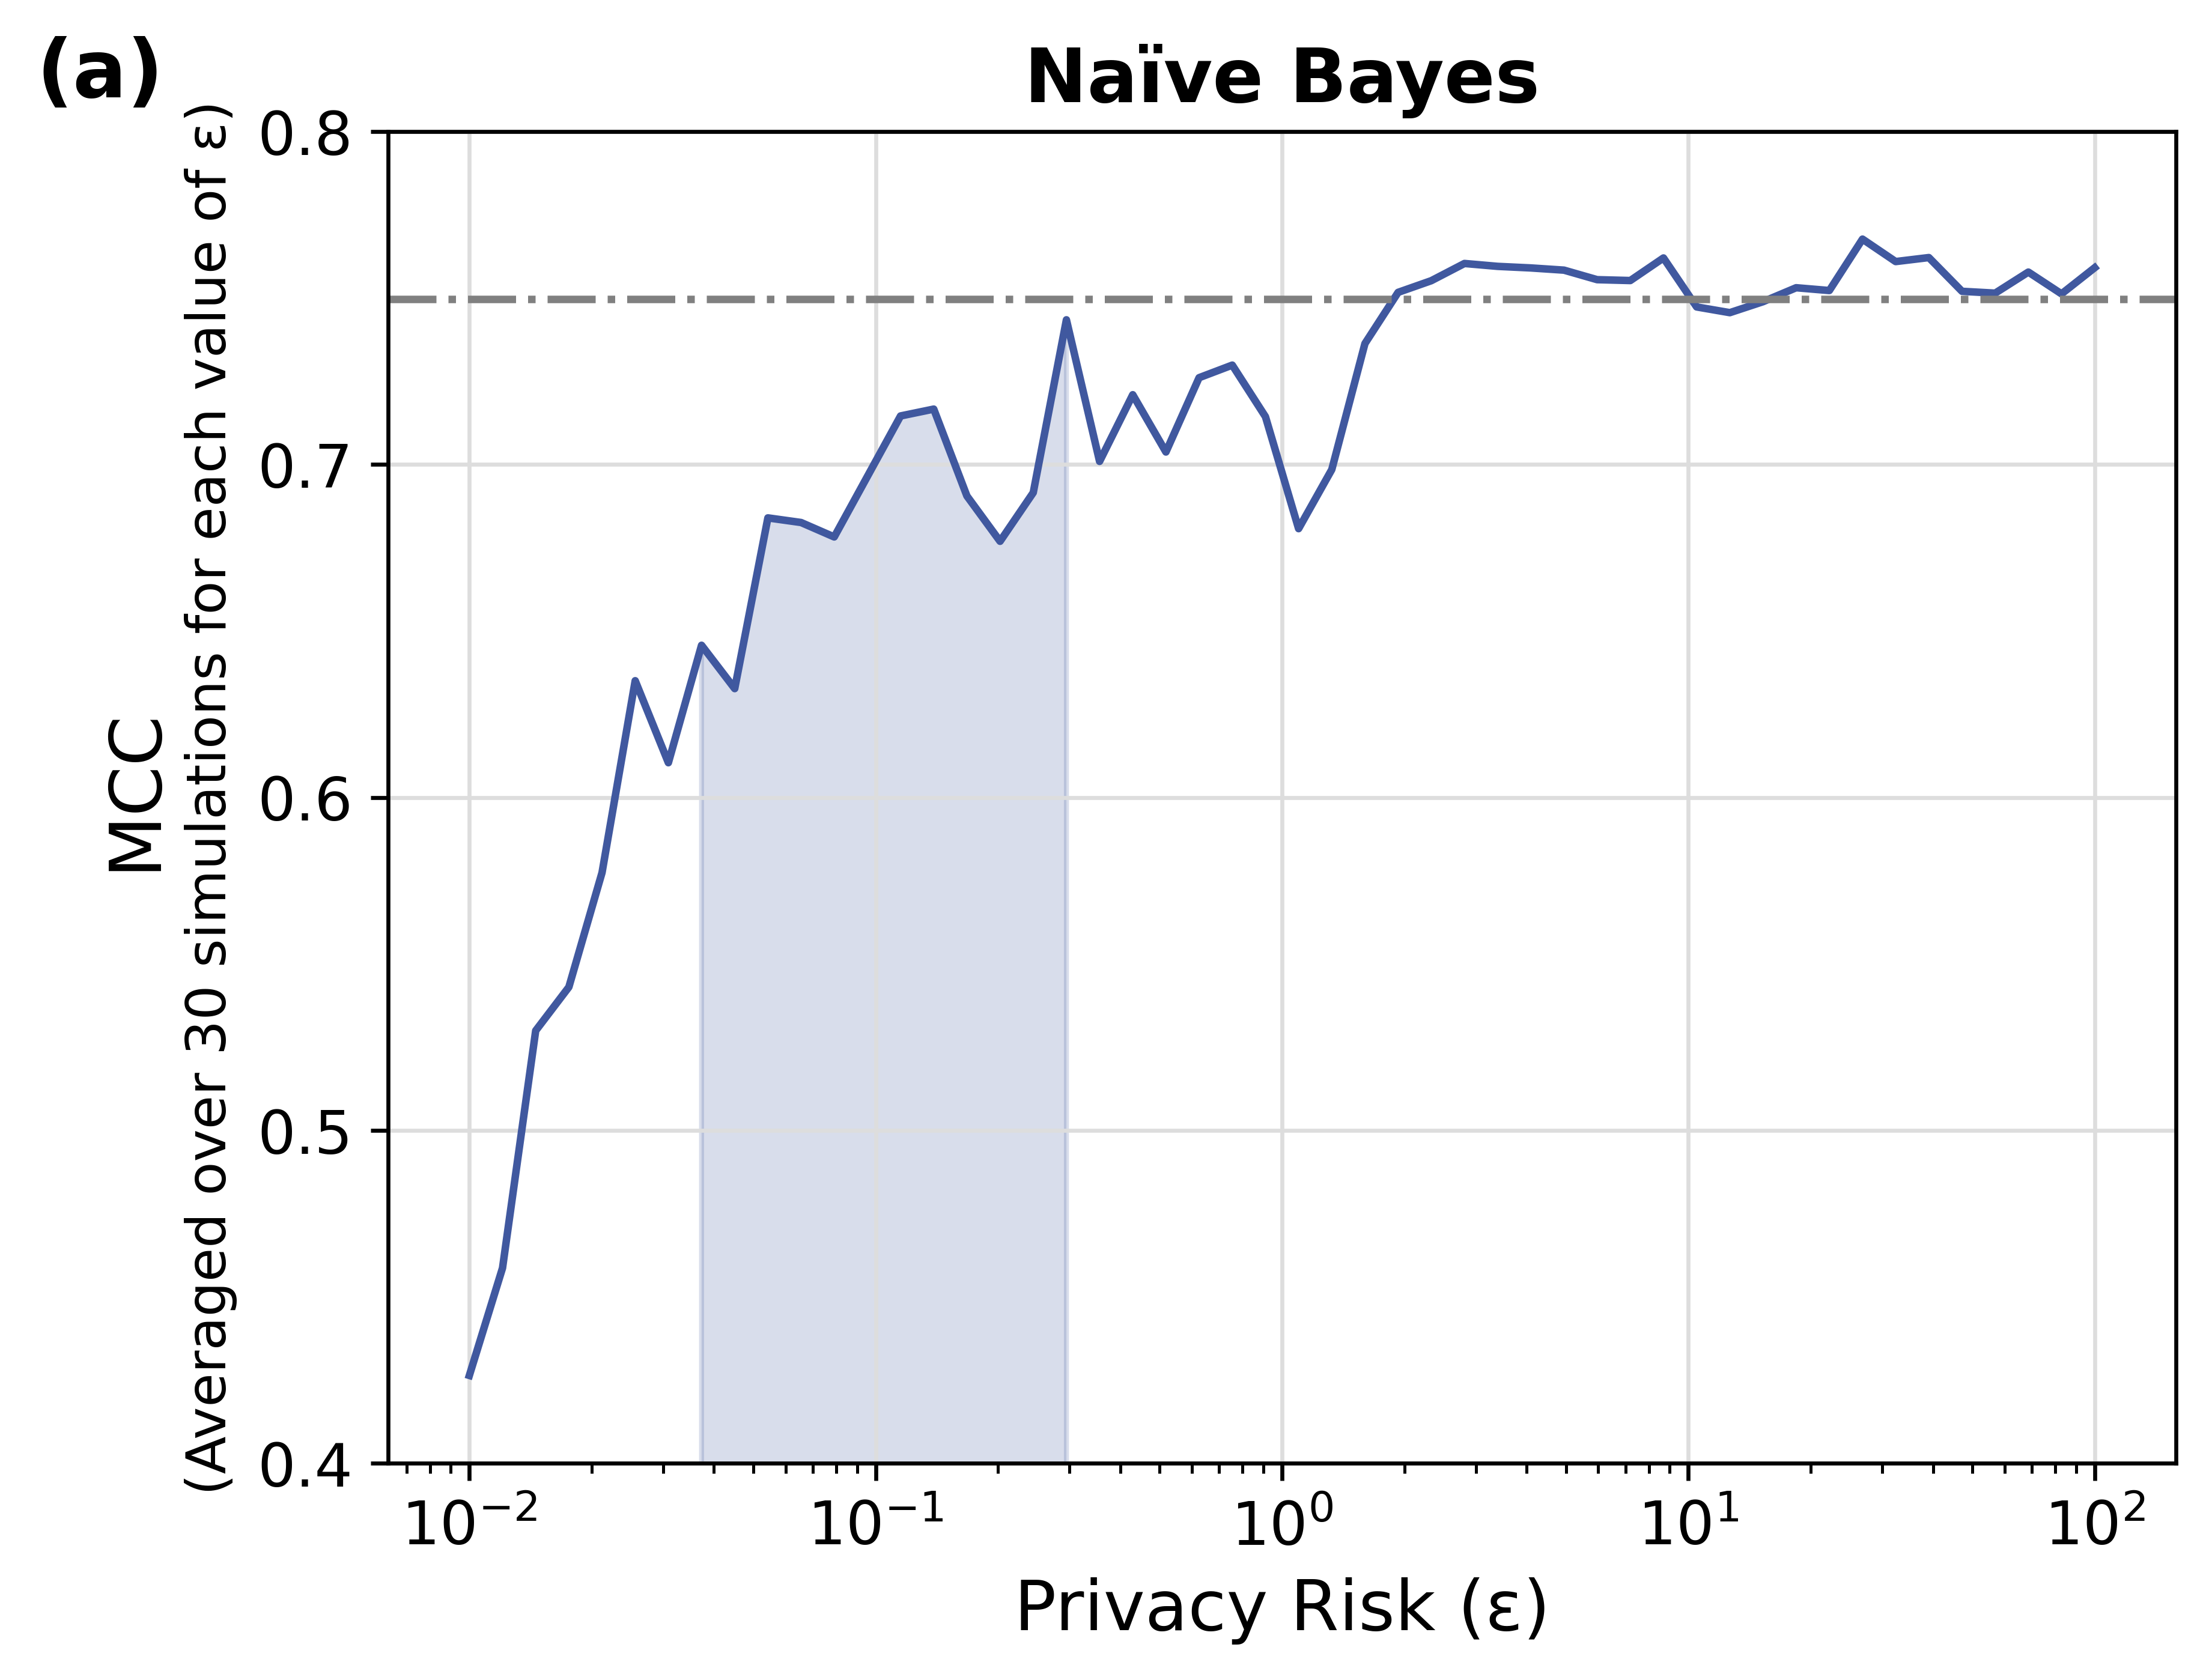 (a)
Naïve Bayes
MCC
(Averaged over 30 simulations for each value of ε)
0.8
0.7
0.6
0.5
0.4
10⁻² 10⁻¹ 10⁰ 10¹ 10²
Privacy Risk (ε)